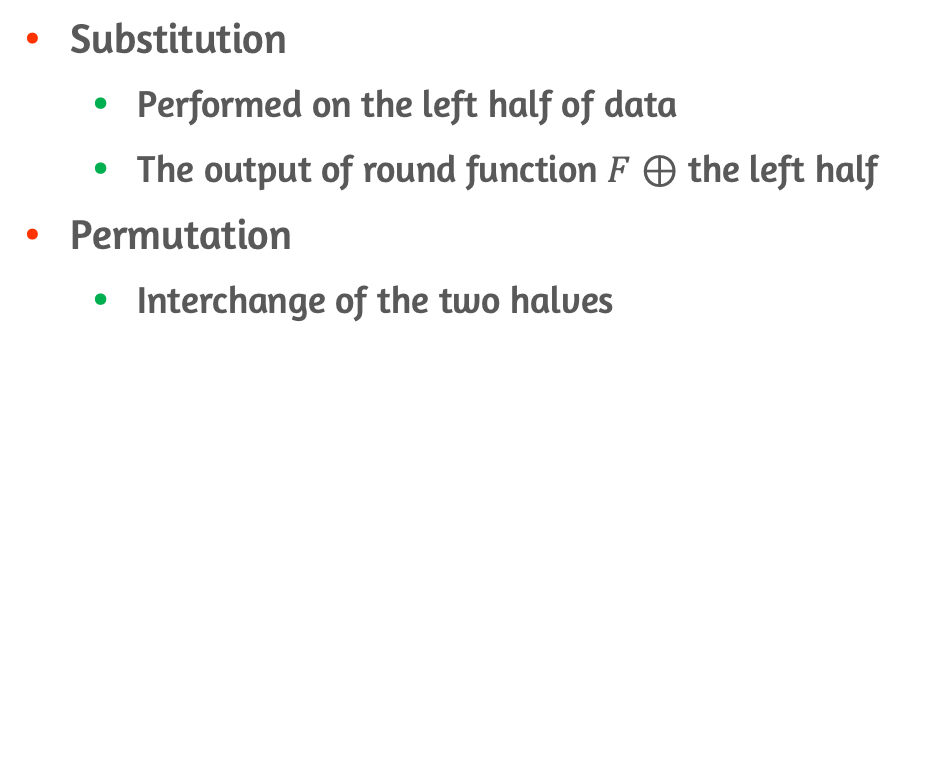 • Substitution
• Performed on the left half of data
• The output of round function F ⊕ the left half
• Permutation
• Interchange of the two halves